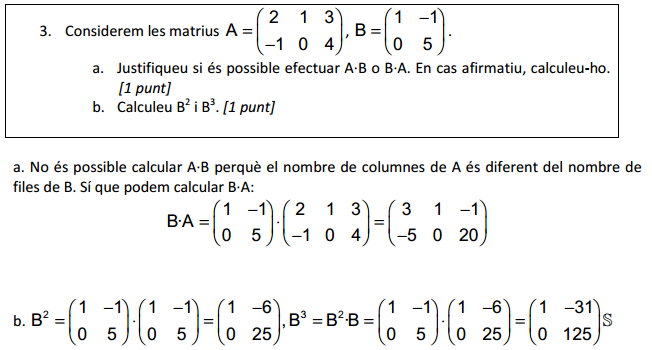 3. Considerem les matrius A = ( 2 1 3 ; −1 0 4 ), B = ( 1 −1 ; 0 5 ).
a. Justifiqueu si és possible efectuar A·B o B·A. En cas afirmatiu, calculeu-ho.
[1 punt]
b. Calculeu B² i B³. [1 punt]
a. No és possible calcular A·B perquè el nombre de columnes de A és diferent del nombre de
files de B. Sí que podem calcular B·A:
B·A = ( 1 −1 ; 0 5 ) · ( 2 1 3 ; −1 0 4 ) = ( 3 1 −1 ; −5 0 20 )
b. B² = ( 1 −1 ; 0 5 ) · ( 1 −1 ; 0 5 ) = ( 1 −6 ; 0 25 ), B³ = B²·B = ( 1 −1 ; 0 5 ) · ( 1 −6 ; 0 25 ) = ( 1 −31 ; 0 125 ) 𝕊